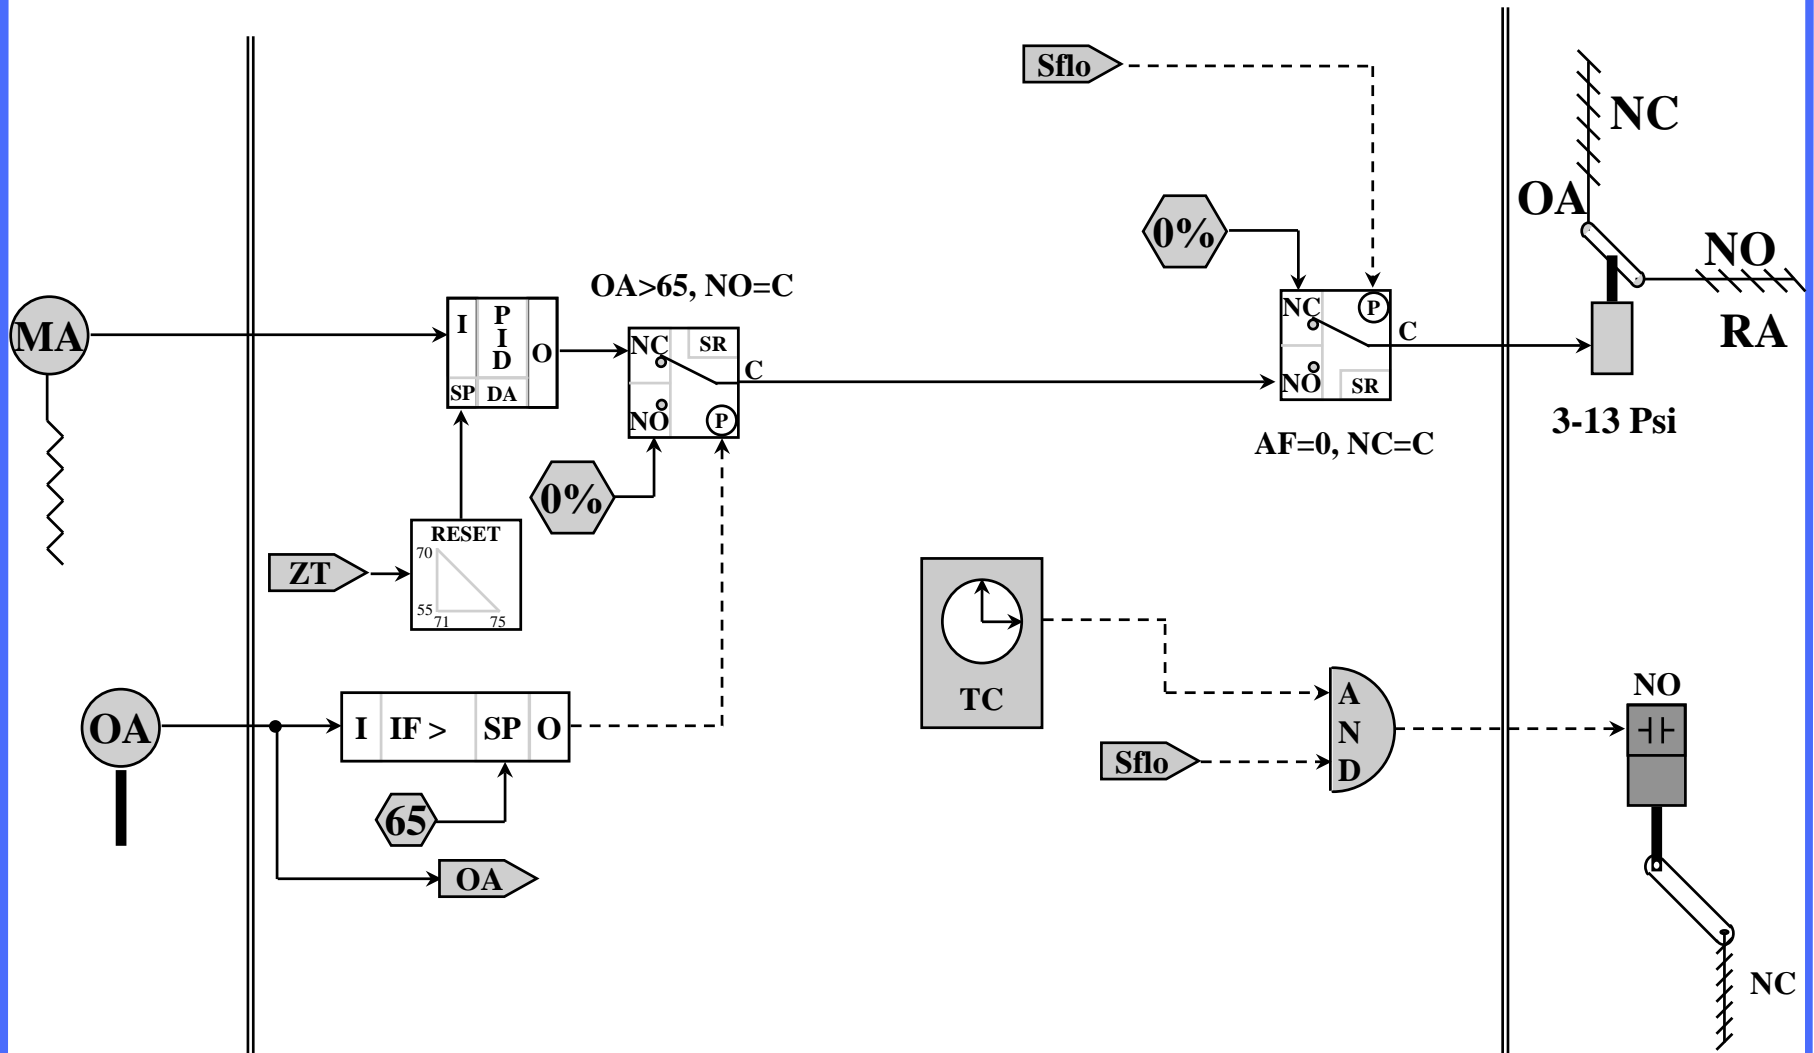 Sflo
NC
OA
0%
NO
OA>65, NO=C
NC
P
C
MA
I
P
I
D
O
NC
SR
C
RA
SP
DA
NO
P
NO
SR
3-13 Psi
AF=0, NC=C
0%
RESET
70
ZT
55
71
75
TC
A
N
D
NO
OA
I
IF >
SP
O
Sflo
65
OA
NC